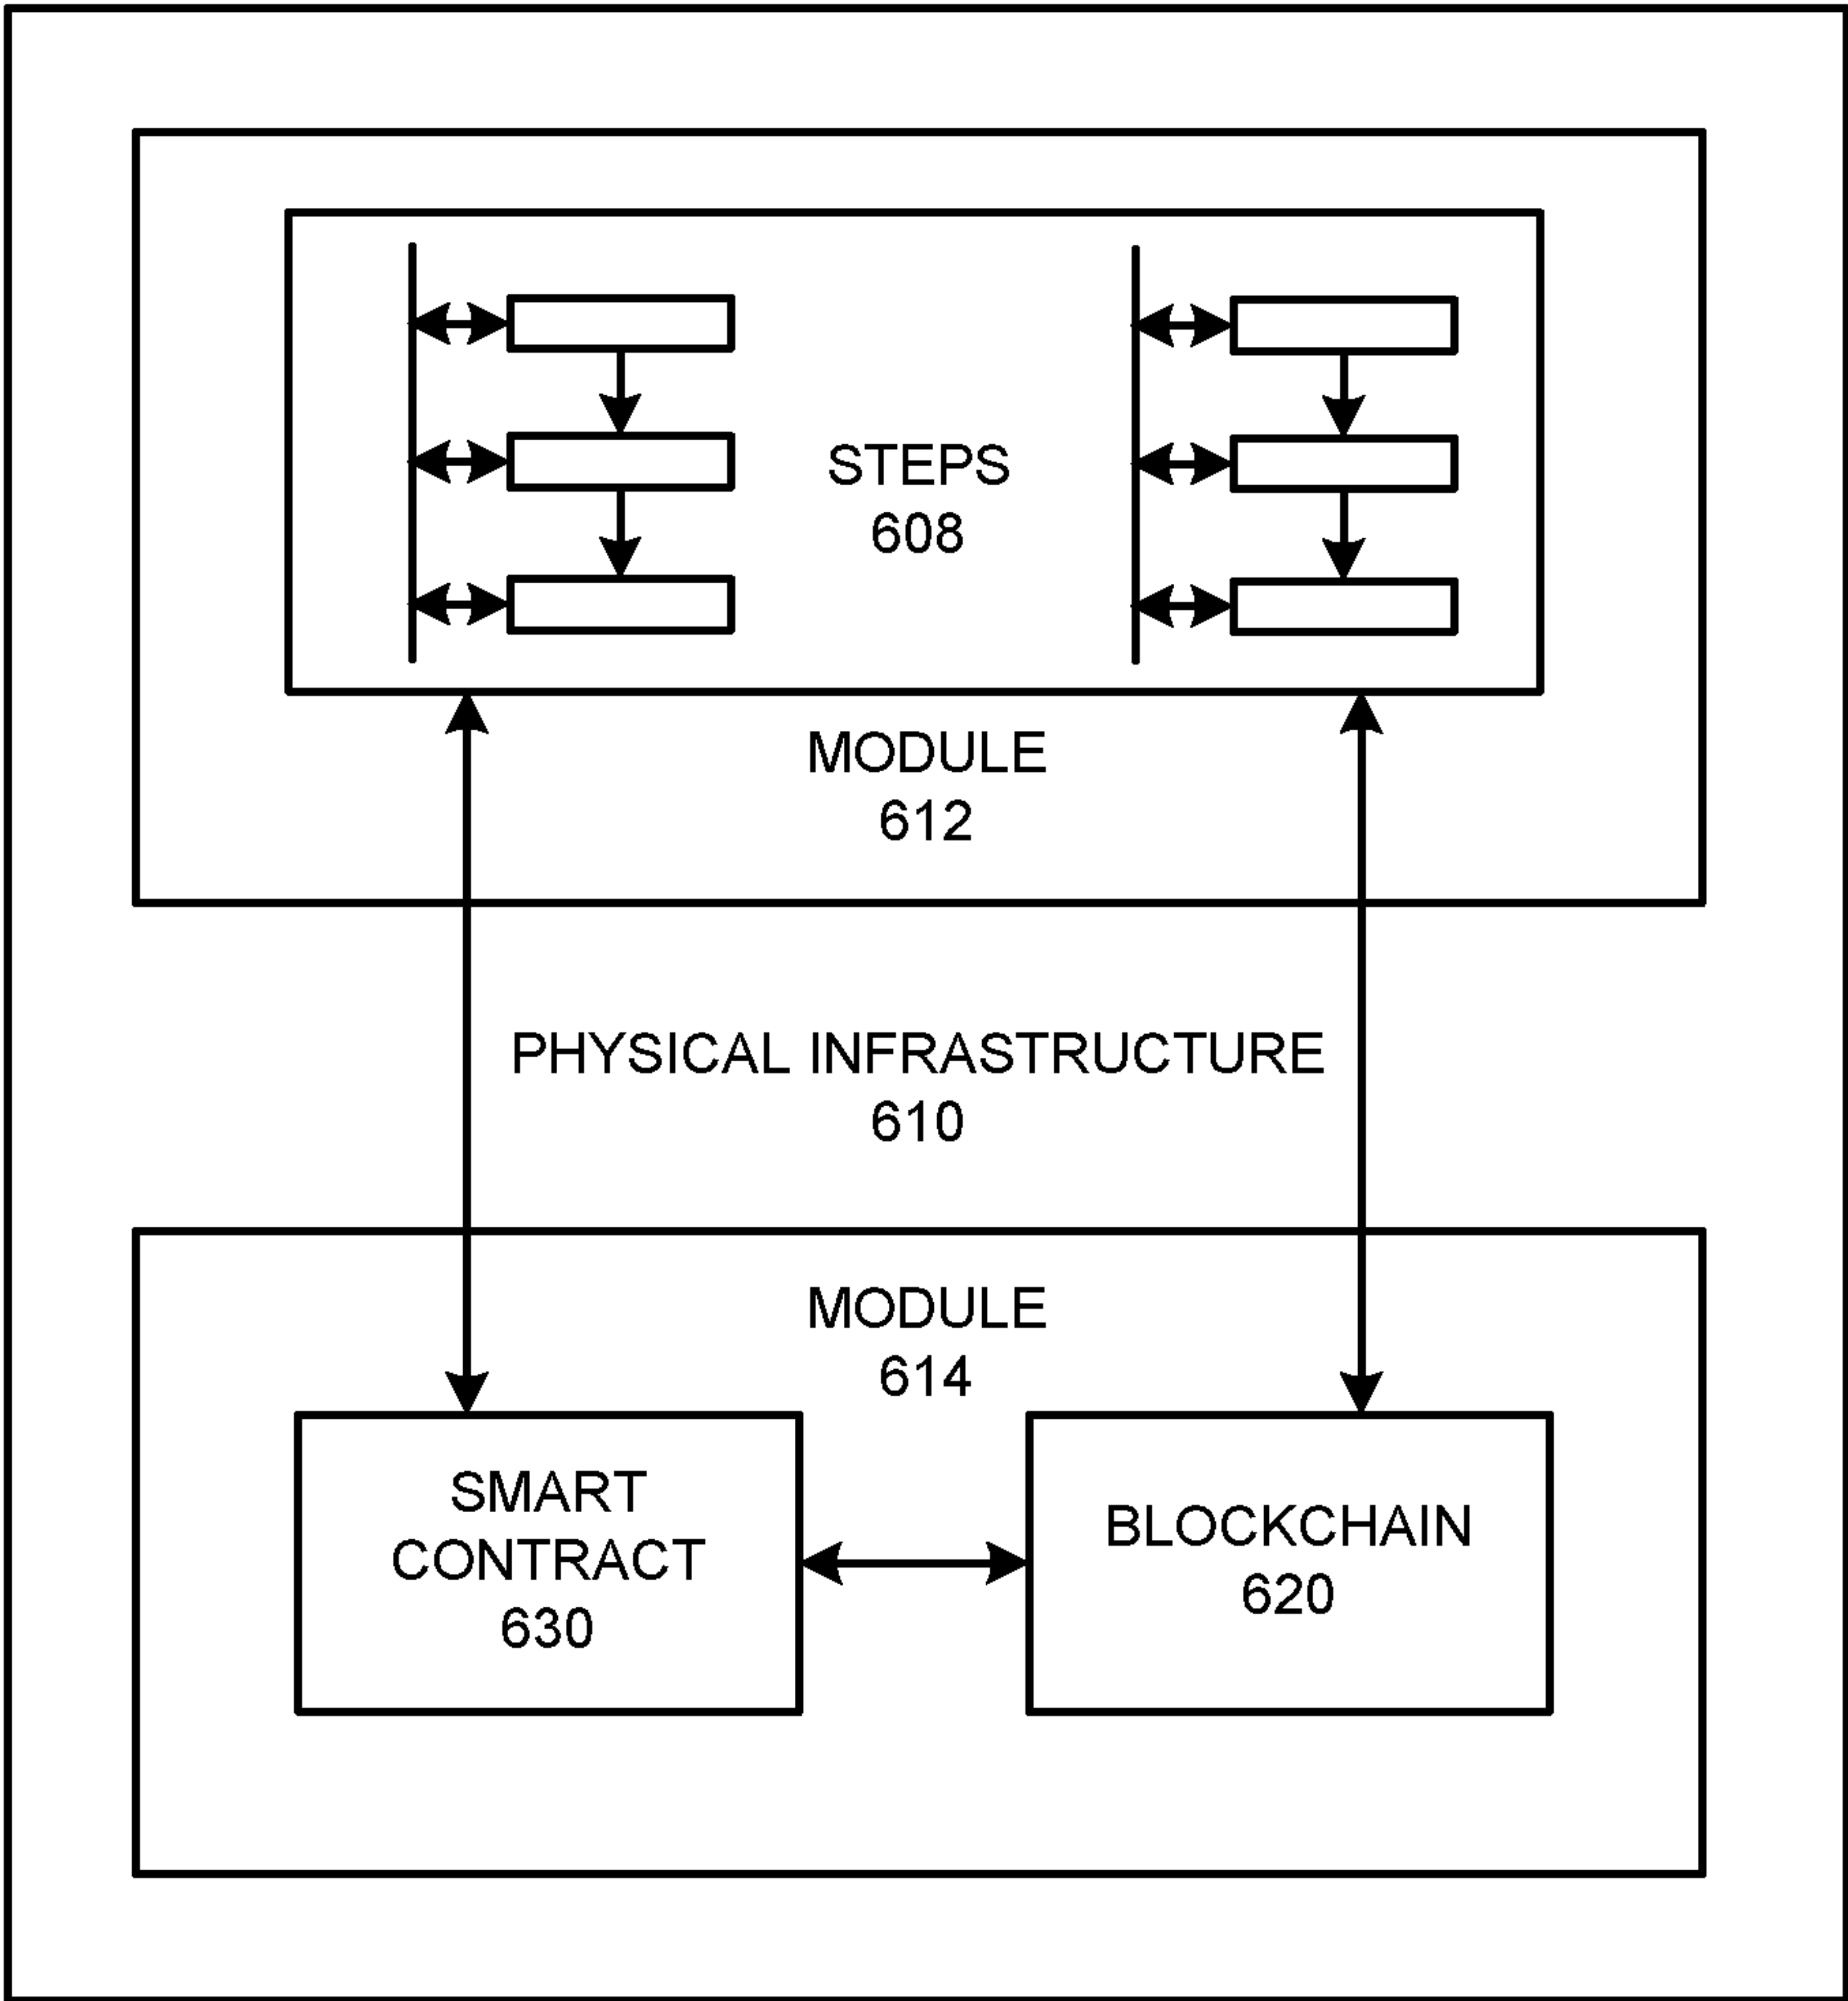 STEPS
608
MODULE
612
PHYSICAL INFRASTRUCTURE
610
MODULE
614
SMART
CONTRACT
630
BLOCKCHAIN
620